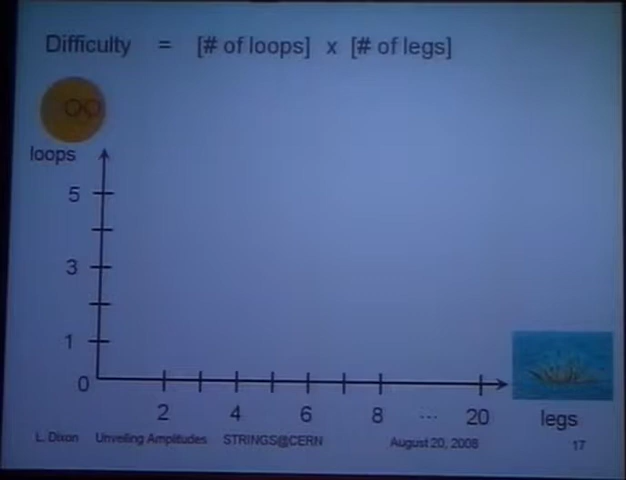 Difficulty = [# of loops] x [# of legs]
loops
5
3
1
0
2 4 6 8 ... 20
legs
L. Dixon Unveiling Amplitudes STRINGS@CERN August 20, 2008 17